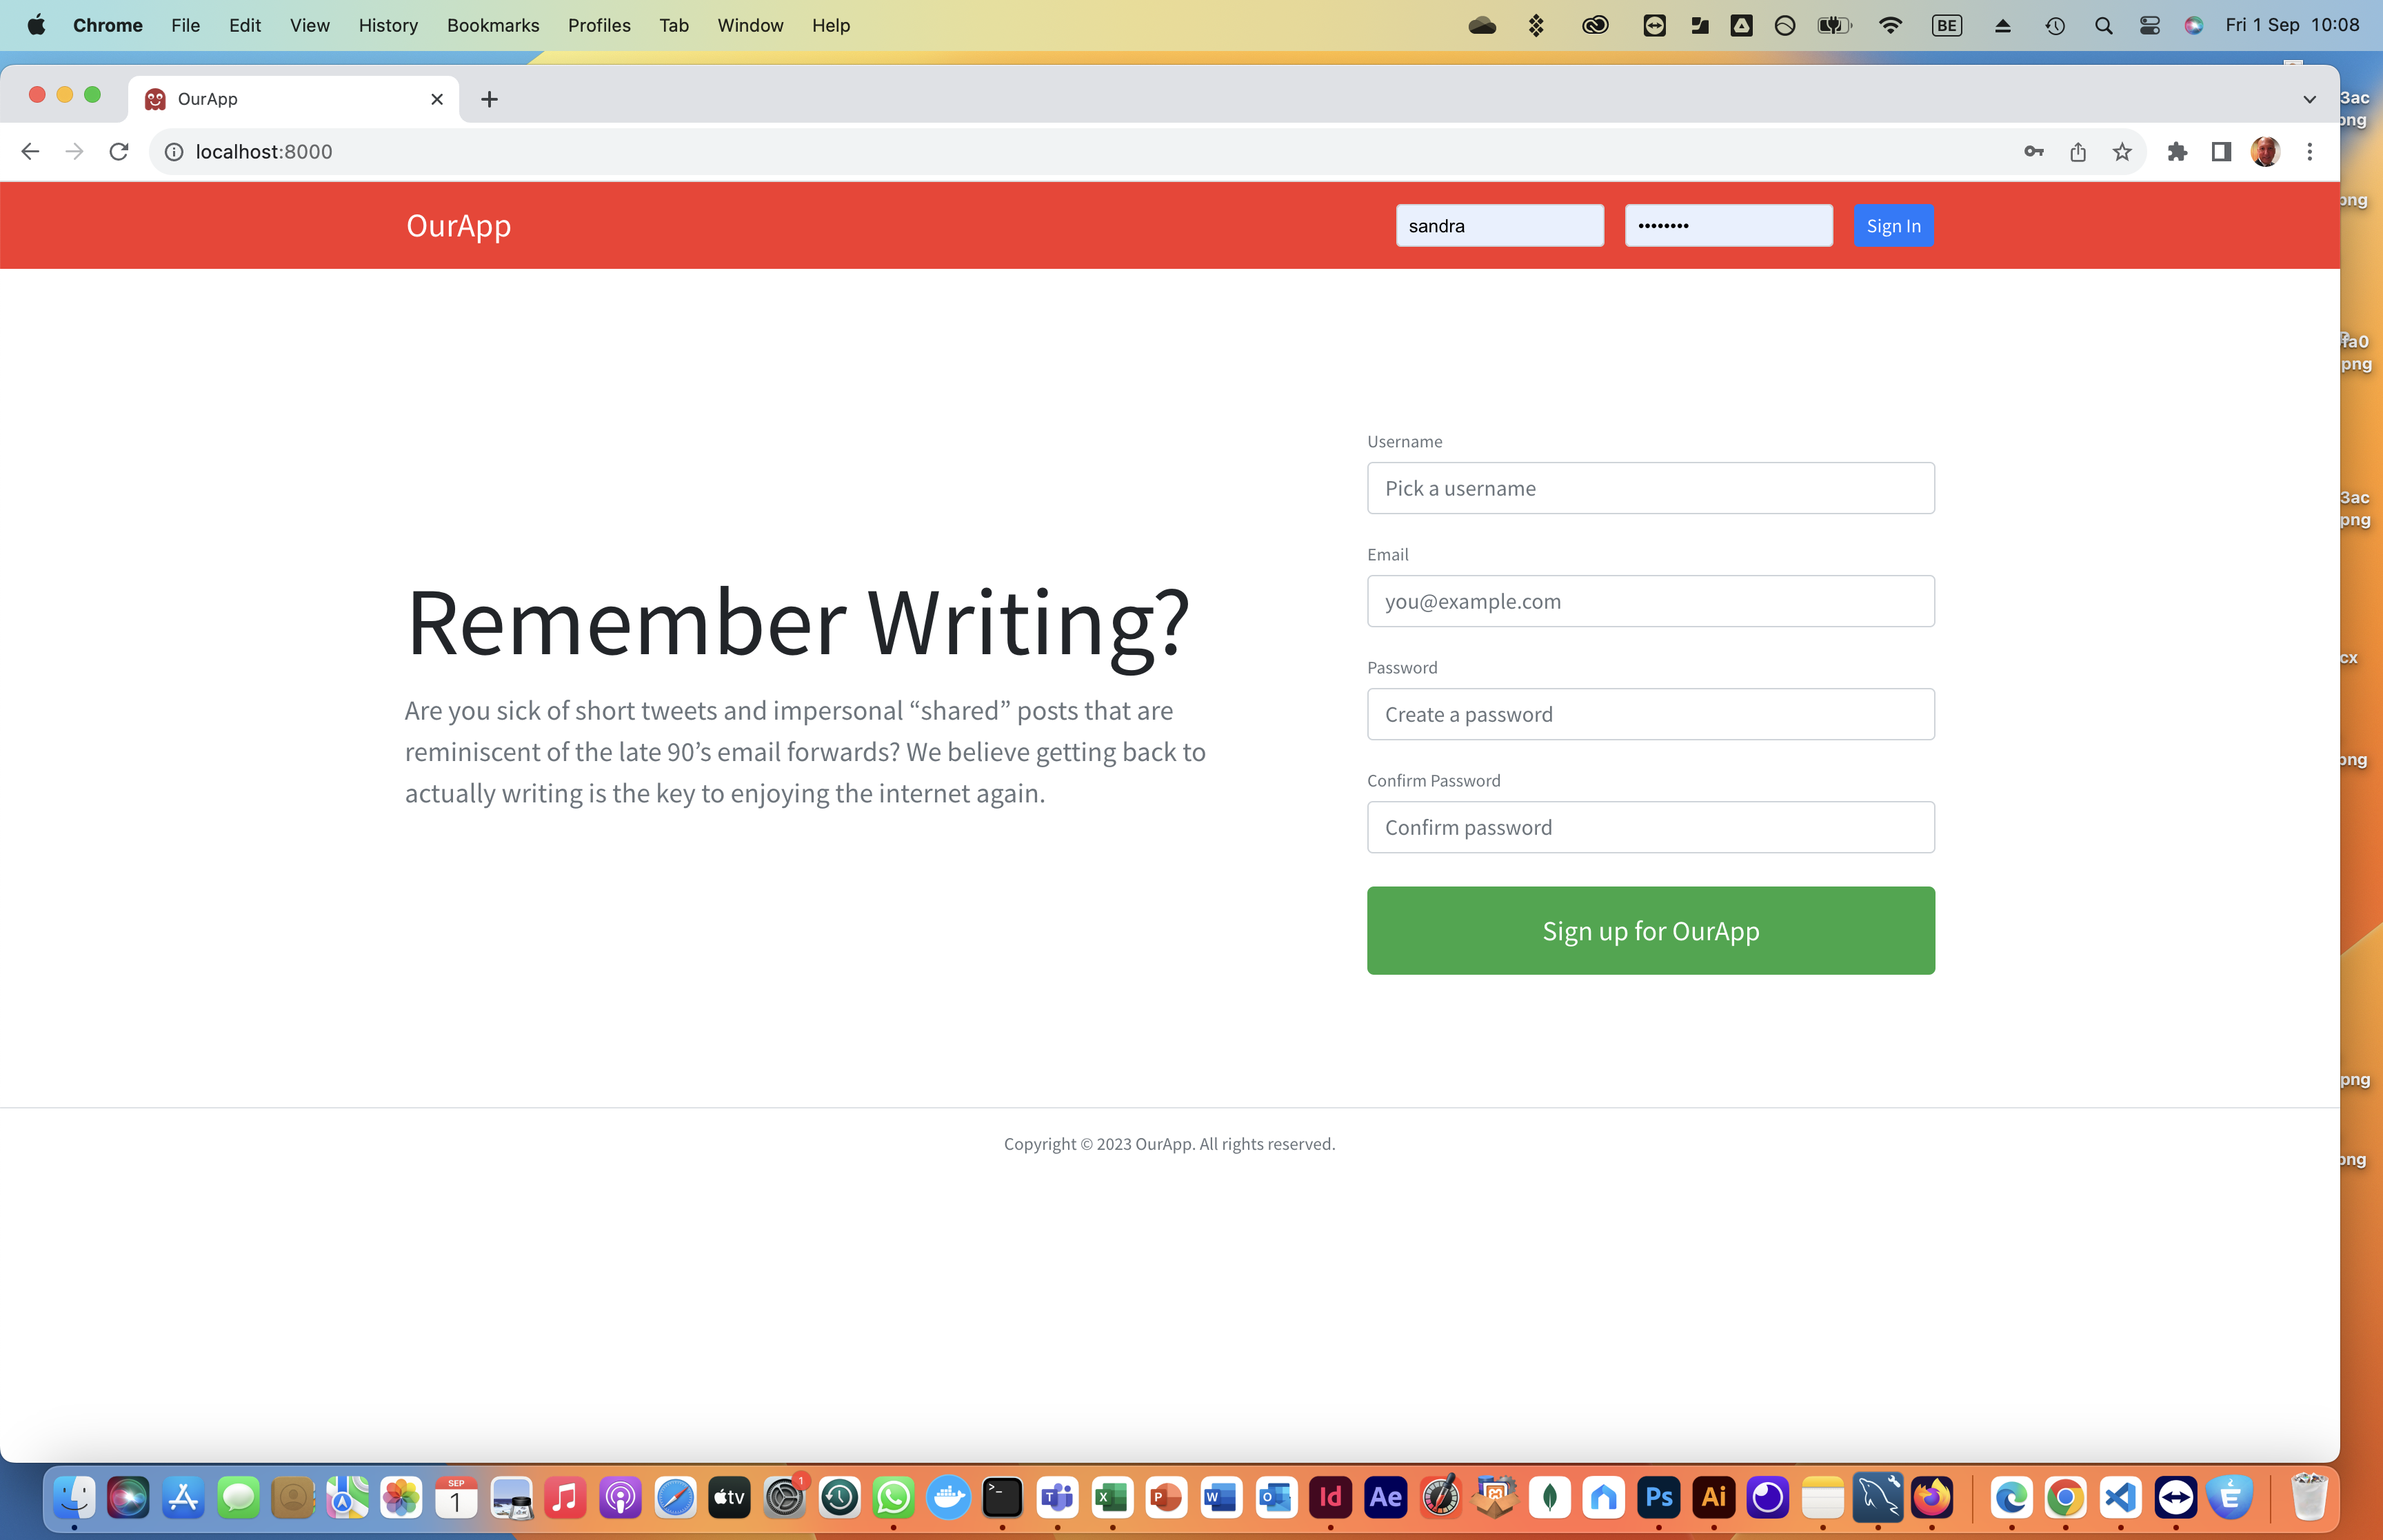 Chrome File Edit View History Bookmarks Profiles Tab Window Help BE Fri 1 Sep 10:08
OurApp
localhost:8000
OurApp sandra •••••••• Sign In
Username
Pick a username
Email
you@example.com
Password
Create a password
Confirm Password
Confirm password
Sign up for OurApp
Remember Writing?
Are you sick of short tweets and impersonal “shared” posts that are
reminiscent of the late 90’s email forwards? We believe getting back to
actually writing is the key to enjoying the internet again.
Copyright © 2023 OurApp. All rights reserved.
3ac
png
png
fa0
png
3ac
png
cx
png
png
png
SEP
1
tv
1
Id Ae Ps Ai